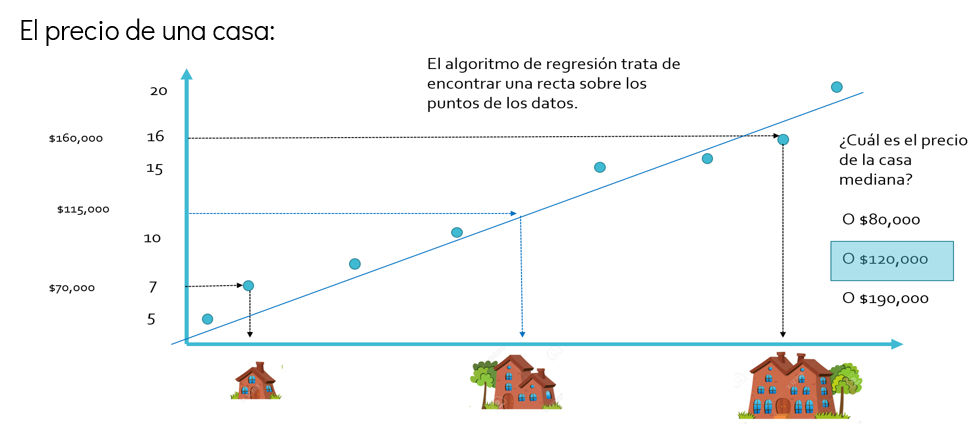 El precio de una casa:
El algoritmo de regresión trata de
encontrar una recta sobre los
puntos de los datos.
20
$160,000
16
15
$115,000
10
$70,000
7
5
¿Cuál es el precio
de la casa
mediana?
O $80,000
O $120,000
O $190,000